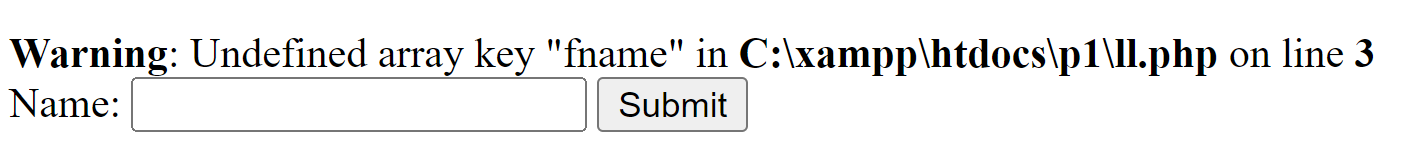 Warning: Undefined array key "fname" in C:\xampp\htdocs\p1\ll.php on line 3
Name: Submit